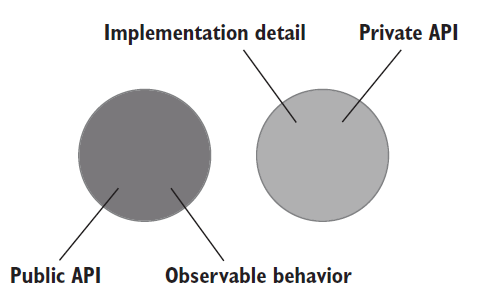 Implementation detail
Private API
Public API
Observable behavior